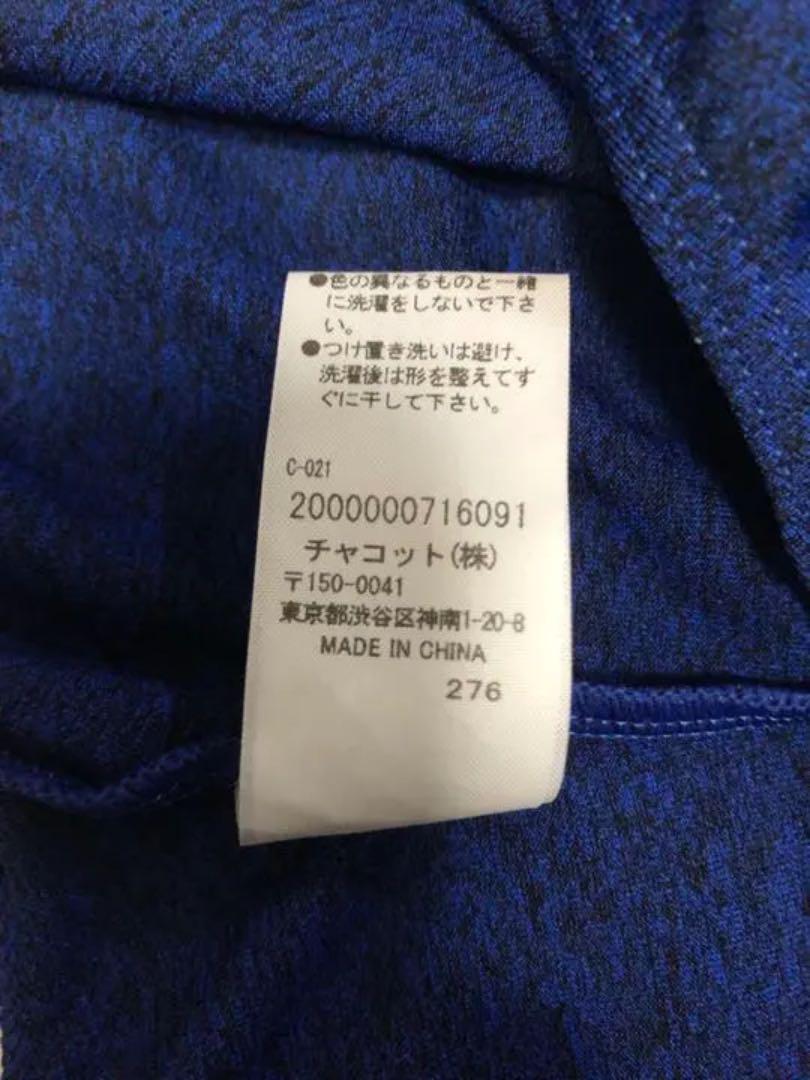 ●色の異なるものと一緒
に洗濯をしないで下さ
い。
●つけ置き洗いは避け、
洗濯後は形を整えてす
ぐに干して下さい。
C-021
2000000716091
チャコット(株)
〒150-0041
東京都渋谷区神南1-20-8
MADE IN CHINA
276